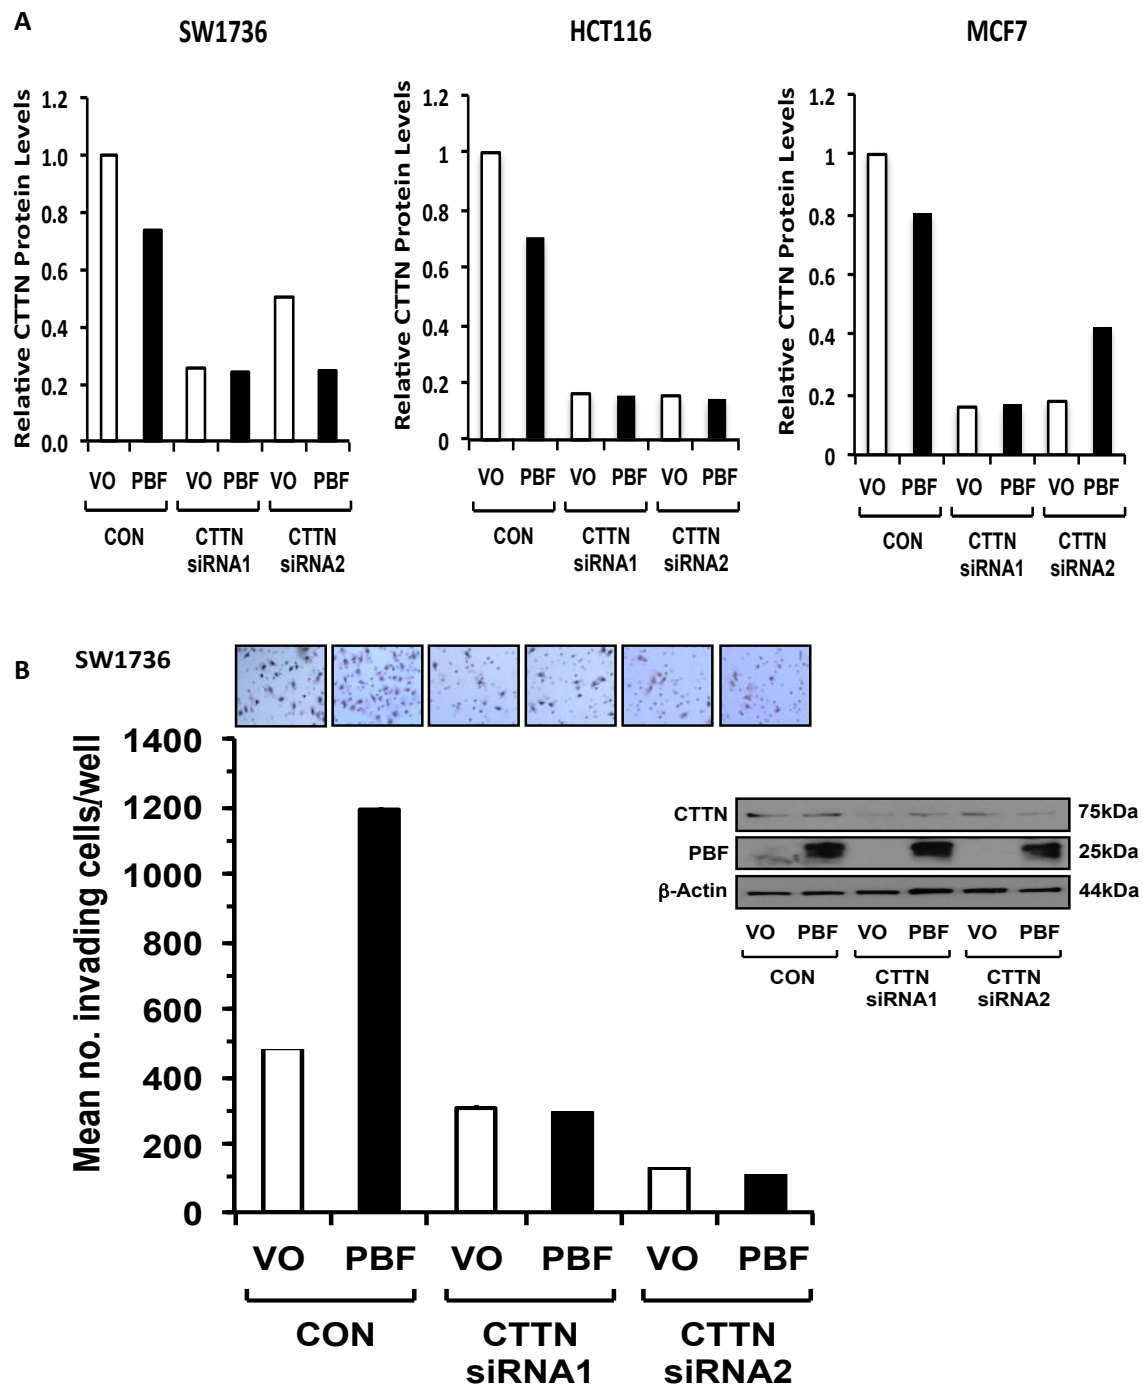 A
SW1736
HCT116
MCF7
Relative CTTN Protein Levels
1.2
1.0
0.8
0.6
0.4
0.2
0.0
VO PBF VO PBF VO PBF
CON CTTN CTTN
siRNA1 siRNA2
Relative CTTN Protein Levels
1.2
1
0.8
0.6
0.4
0.2
0
VO PBF VO PBF VO PBF
CON CTTN CTTN
siRNA1 siRNA2
Relative CTTN Protein Levels
1.2
1
0.8
0.6
0.4
0.2
0
VO PBF VO PBF VO PBF
CON CTTN CTTN
siRNA1 siRNA2
B
SW1736
Mean no. invading cells/well
1400
1200
1000
800
600
400
200
0
VO PBF VO PBF VO PBF
CON CTTN CTTN
siRNA1 siRNA2
CTTN 75kDa
PBF 25kDa
β-Actin 44kDa
VO PBF VO PBF VO PBF
CON CTTN CTTN
siRNA1 siRNA2